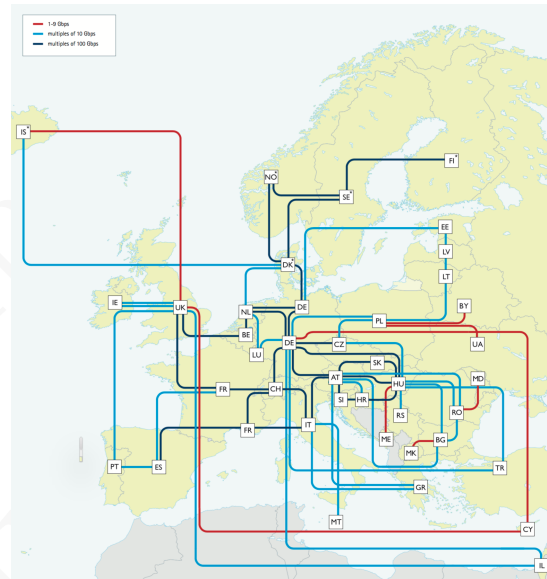 1-9 Gbps
multiples of 10 Gbps
multiples of 100 Gbps
IS*
FI*
NO*
SE*
EE
LV
LT
DK*
IE
UK
NL
DE
BY
PL
BE
LU
DE
CZ
UA
SK
AT
HU
MD
FR
CH
SI
HR
RS
RO
FR
IT
ME
BG
MK
PT
ES
TR
GR
MT
CY
IL